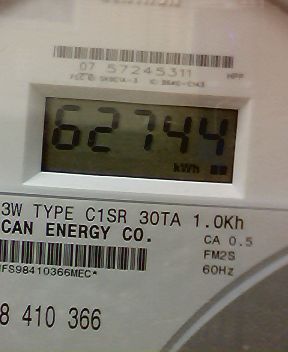 07 57245311 HPF
62744
kWh
3W TYPE C1SR 30TA 1.0Kh
CAN ENERGY CO.
CA 0.5
FM2S
60Hz
FS98410366MEC*
8 410 366